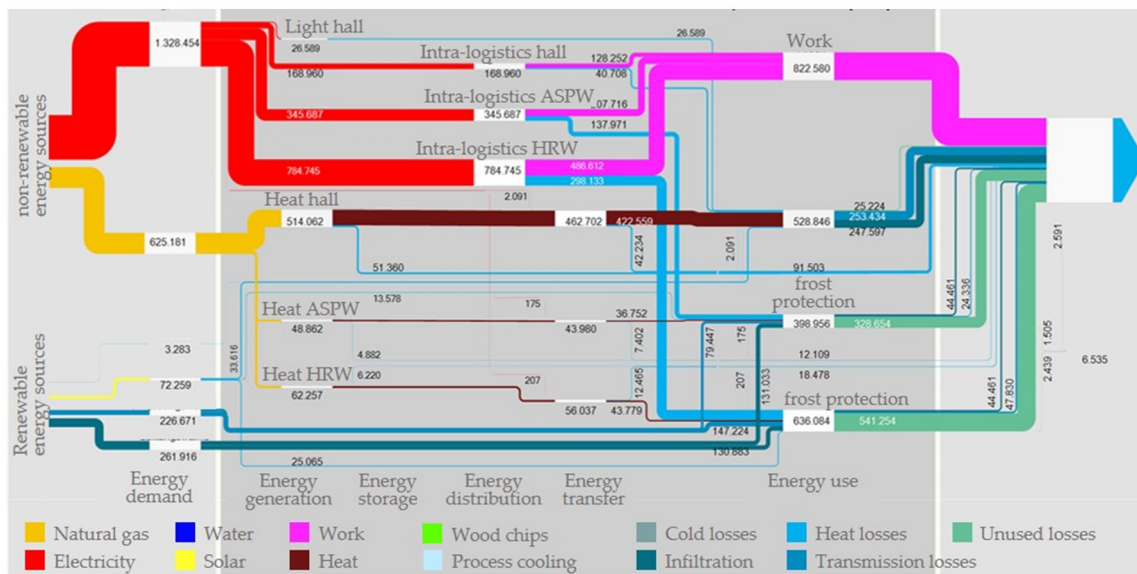 Light hall
26.589
26.589
Work
1.328.454
Intra-logistics hall
128.252
822.580
168.960
168.960
40.708
Intra-logistics ASPW
07.716
345.687
345.687
137.971
Intra-logistics HRW
784.745
784.745
486.612
298.133
non-renewable
energy sources
Heat hall
2.091
514.062
462.702
422.559
528.846
25.224
253.434
247.597
625.181
42.234
2.091
2.591
51.360
91.503
frost
protection
13.578
Heat ASPW
175
36.752
44.461
24.336
48.862
43.980
7.402
79.447
175
398.956
328.654
3.283
33.616
4.882
12.109
1.505
6.535
Renewable
energy sources
72.259
Heat HRW
6.220
207
12.465
207
131.033
18.478
2.439
62.257
56.037
43.779
frost protection
44.461
47.830
226.671
147.224
636.084
541.254
261.916
130.883
25.065
Energy
demand
Energy
generation
Energy
storage
Energy
distribution
Energy
transfer
Energy use
Natural gas
Water
Work
Wood chips
Cold losses
Heat losses
Unused losses
Electricity
Solar
Heat
Process cooling
Infiltration
Transmission losses